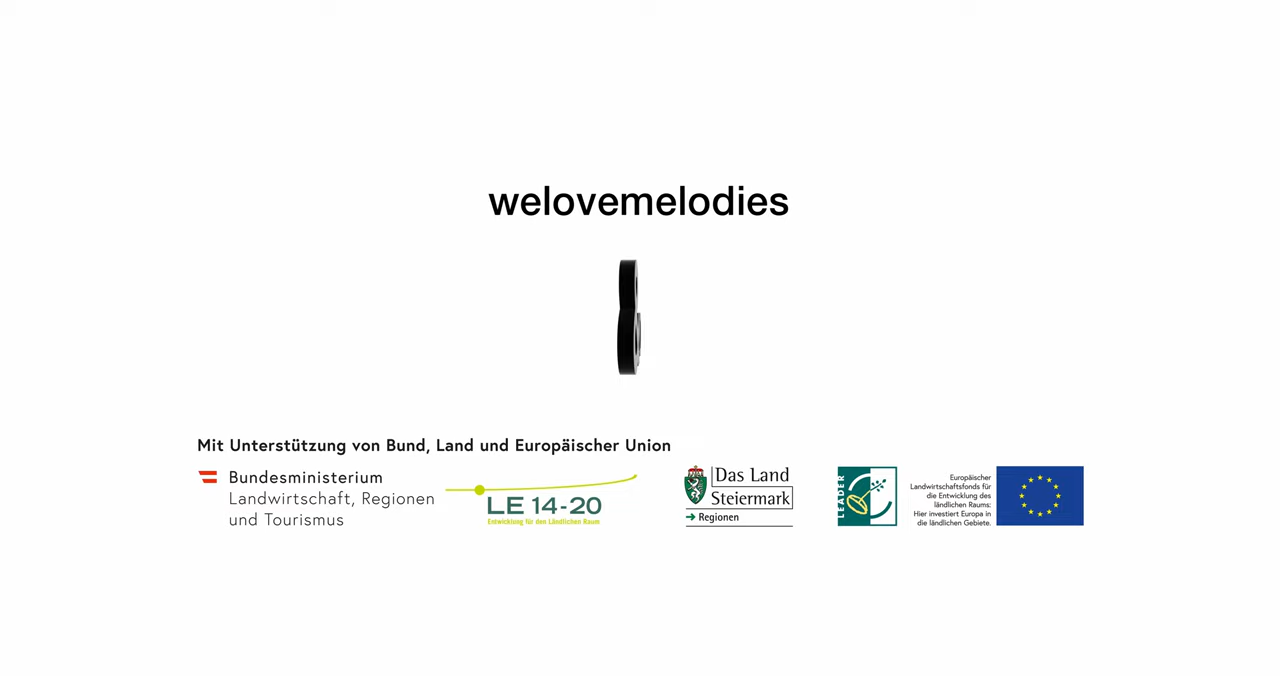 welovemelodies
Mit Unterstützung von Bund, Land und Europäischer Union
Bundesministerium
Landwirtschaft, Regionen
und Tourismus
LE 14-20
Entwicklung für den Ländlichen Raum
Das Land
Steiermark
Regionen
LEADER
Europäischer
Landwirtschaftsfonds für
die Entwicklung des
ländlichen Raums:
Hier investiert Europa in
die ländlichen Gebiete.